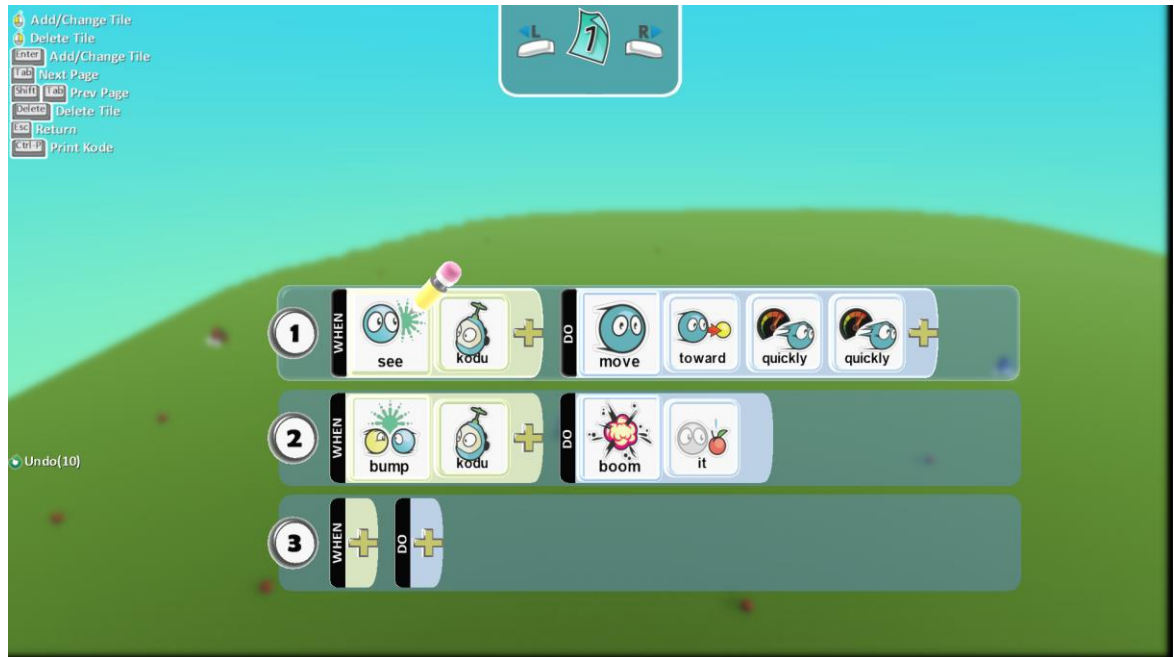 Add/Change Tile
Delete Tile
Enter Add/Change Tile
Tab Next Page
Shift Tab Prev Page
Delete Delete Tile
Esc Return
Ctrl-P Print Kode
L 1 R
1 WHEN see kodu DO move toward quickly quickly
2 WHEN bump kodu DO boom it
Undo(10)
3 WHEN DO